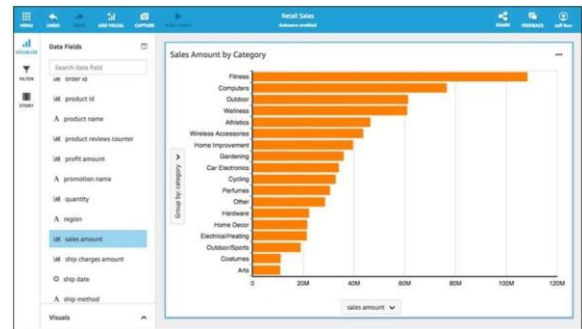 MENU
UNDO
ADD VISUAL
CAPTURE
Retail Sales
Autosave enabled
SHARE
FEEDBACK
Jeff Barr
VISUALIZE
FILTER
STORY
Data Fields
Search data field
order id
product id
product name
product reviews counter
profit amount
promotion name
quantity
region
sales amount
ship charges amount
ship date
ship method
Visuals
Sales Amount by Category
Group by: category
Fitness
Computers
Outdoor
Wellness
Athletics
Wireless Accessories
Home Improvement
Gardening
Car Electronics
Cycling
Perfumes
Other
Hardware
Home Decor
Electrical/Heating
Outdoor/Sports
Costumes
Arts
0 20M 40M 60M 80M 100M 120M
sales amount